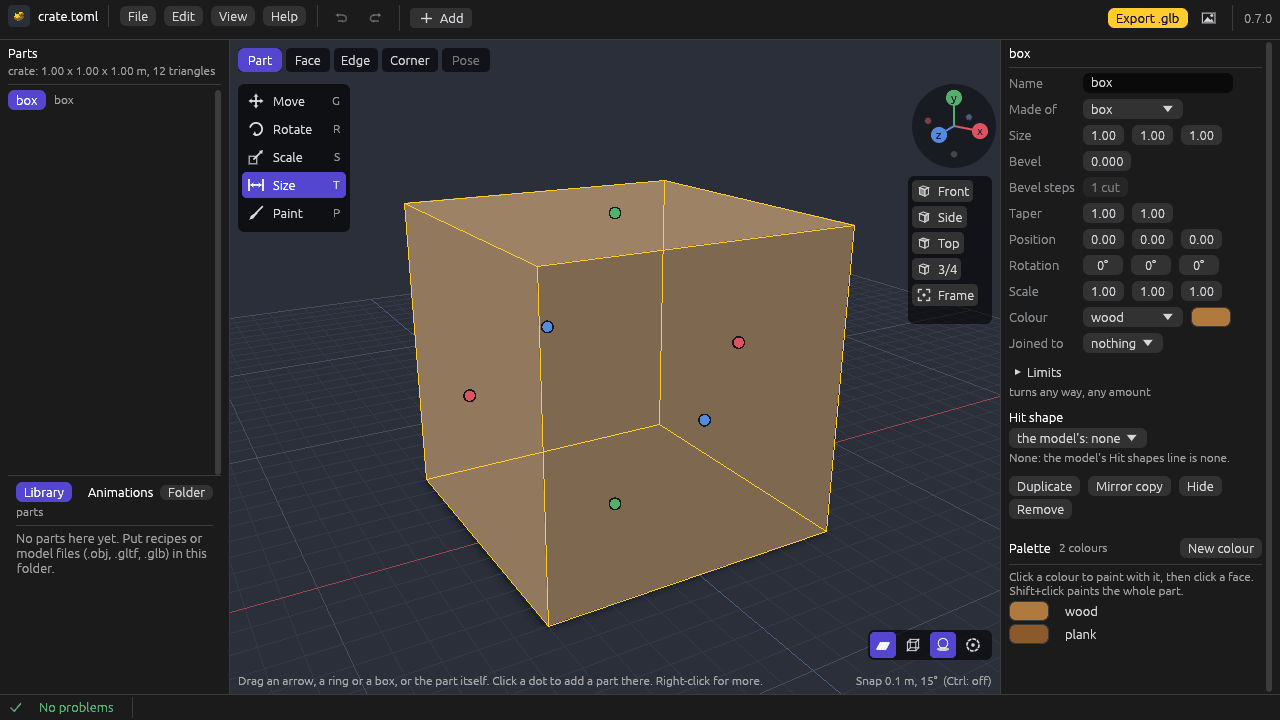 crate.toml File Edit View Help + Add Export .glb 0.7.0
Parts
crate: 1.00 x 1.00 x 1.00 m, 12 triangles
box box
Library Animations Folder
parts
No parts here yet. Put recipes or
model files (.obj, .gltf, .glb) in this
folder.
Part Face Edge Corner Pose
Move G
Rotate R
Scale S
Size T
Paint P
y
x
z
Front
Side
Top
3/4
Frame
Drag an arrow, a ring or a box, or the part itself. Click a dot to add a part there. Right-click for more.
Snap 0.1 m, 15° (Ctrl: off)
box
Name box
Made of box
Size 1.00 1.00 1.00
Bevel 0.000
Bevel steps 1 cut
Taper 1.00 1.00
Position 0.00 0.00 0.00
Rotation 0° 0° 0°
Scale 1.00 1.00 1.00
Colour wood
Joined to nothing
Limits
turns any way, any amount
Hit shape
the model's: none
None: the model's Hit shapes line is none.
Duplicate Mirror copy Hide
Remove
Palette 2 colours New colour
Click a colour to paint with it, then click a face.
Shift+click paints the whole part.
wood
plank
No problems